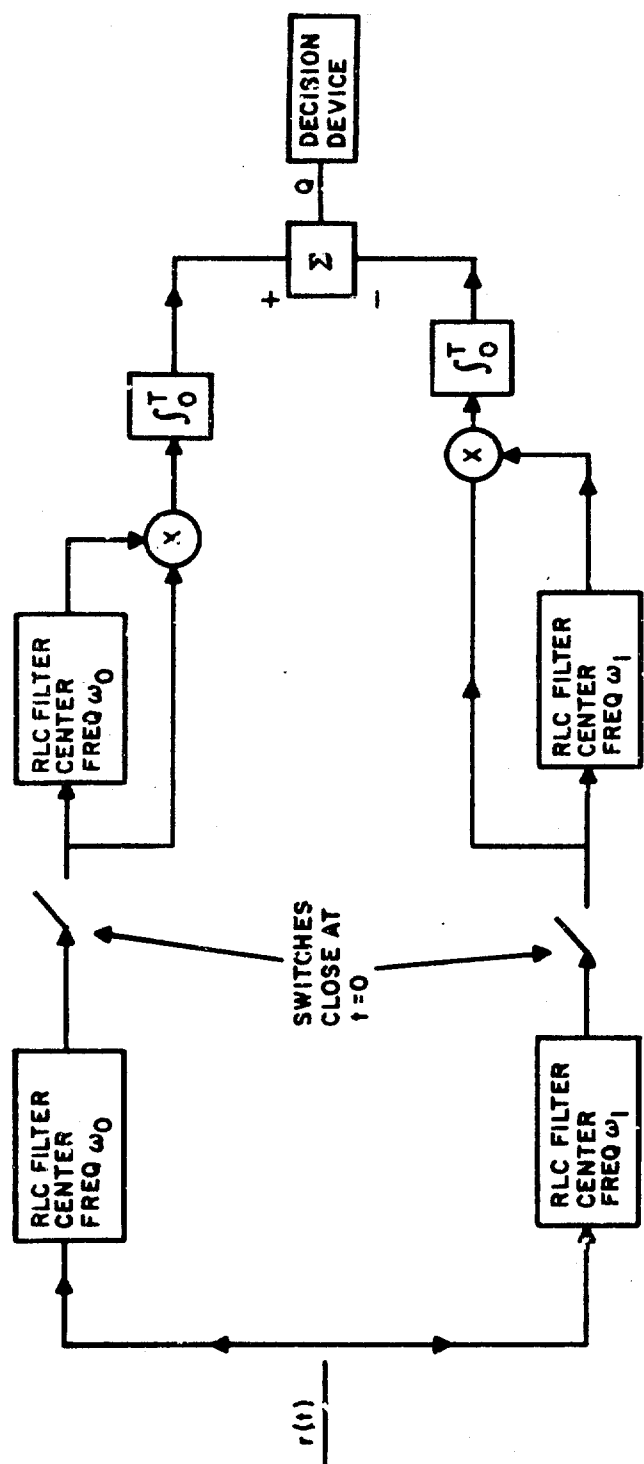 r(t)
RLC FILTER
CENTER
FREQ ω0
RLC FILTER
CENTER
FREQ ω1
SWITCHES
CLOSE AT
t=0
RLC FILTER
CENTER
FREQ ω0
RLC FILTER
CENTER
FREQ ω1
X
X
∫₀ᵀ
∫₀ᵀ
+
-
Σ
Q
DECISION
DEVICE